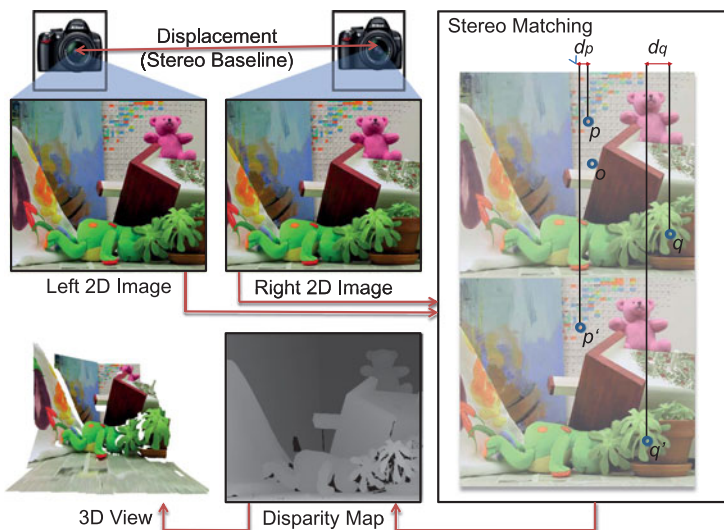 Displacement
(Stereo Baseline)
Stereo Matching
dp
dq
p
o
q
Left 2D Image
Right 2D Image
p'
q'
3D View
Disparity Map